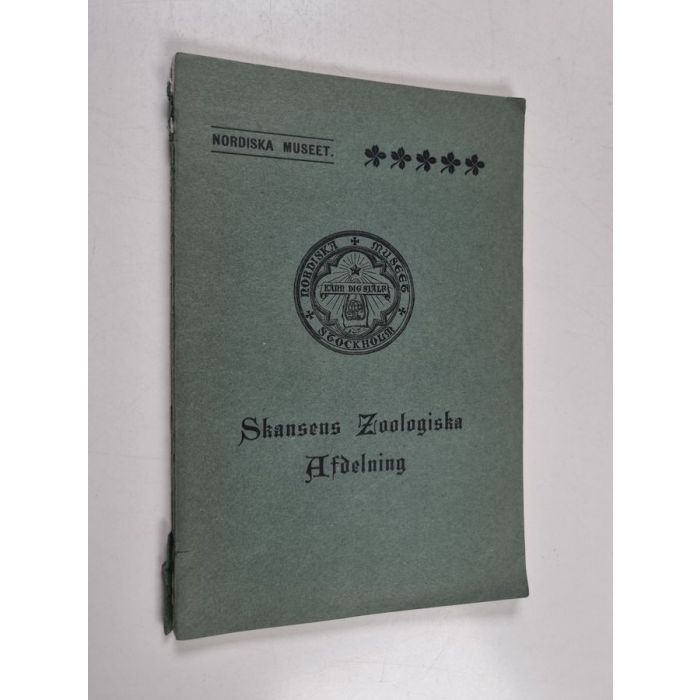 NORDISKA MUSEET.
NORDISKA MUSEET
KÄNN DIG SJÄLF
STOCKHOLM
Skansens Zoologiska
Afdelning